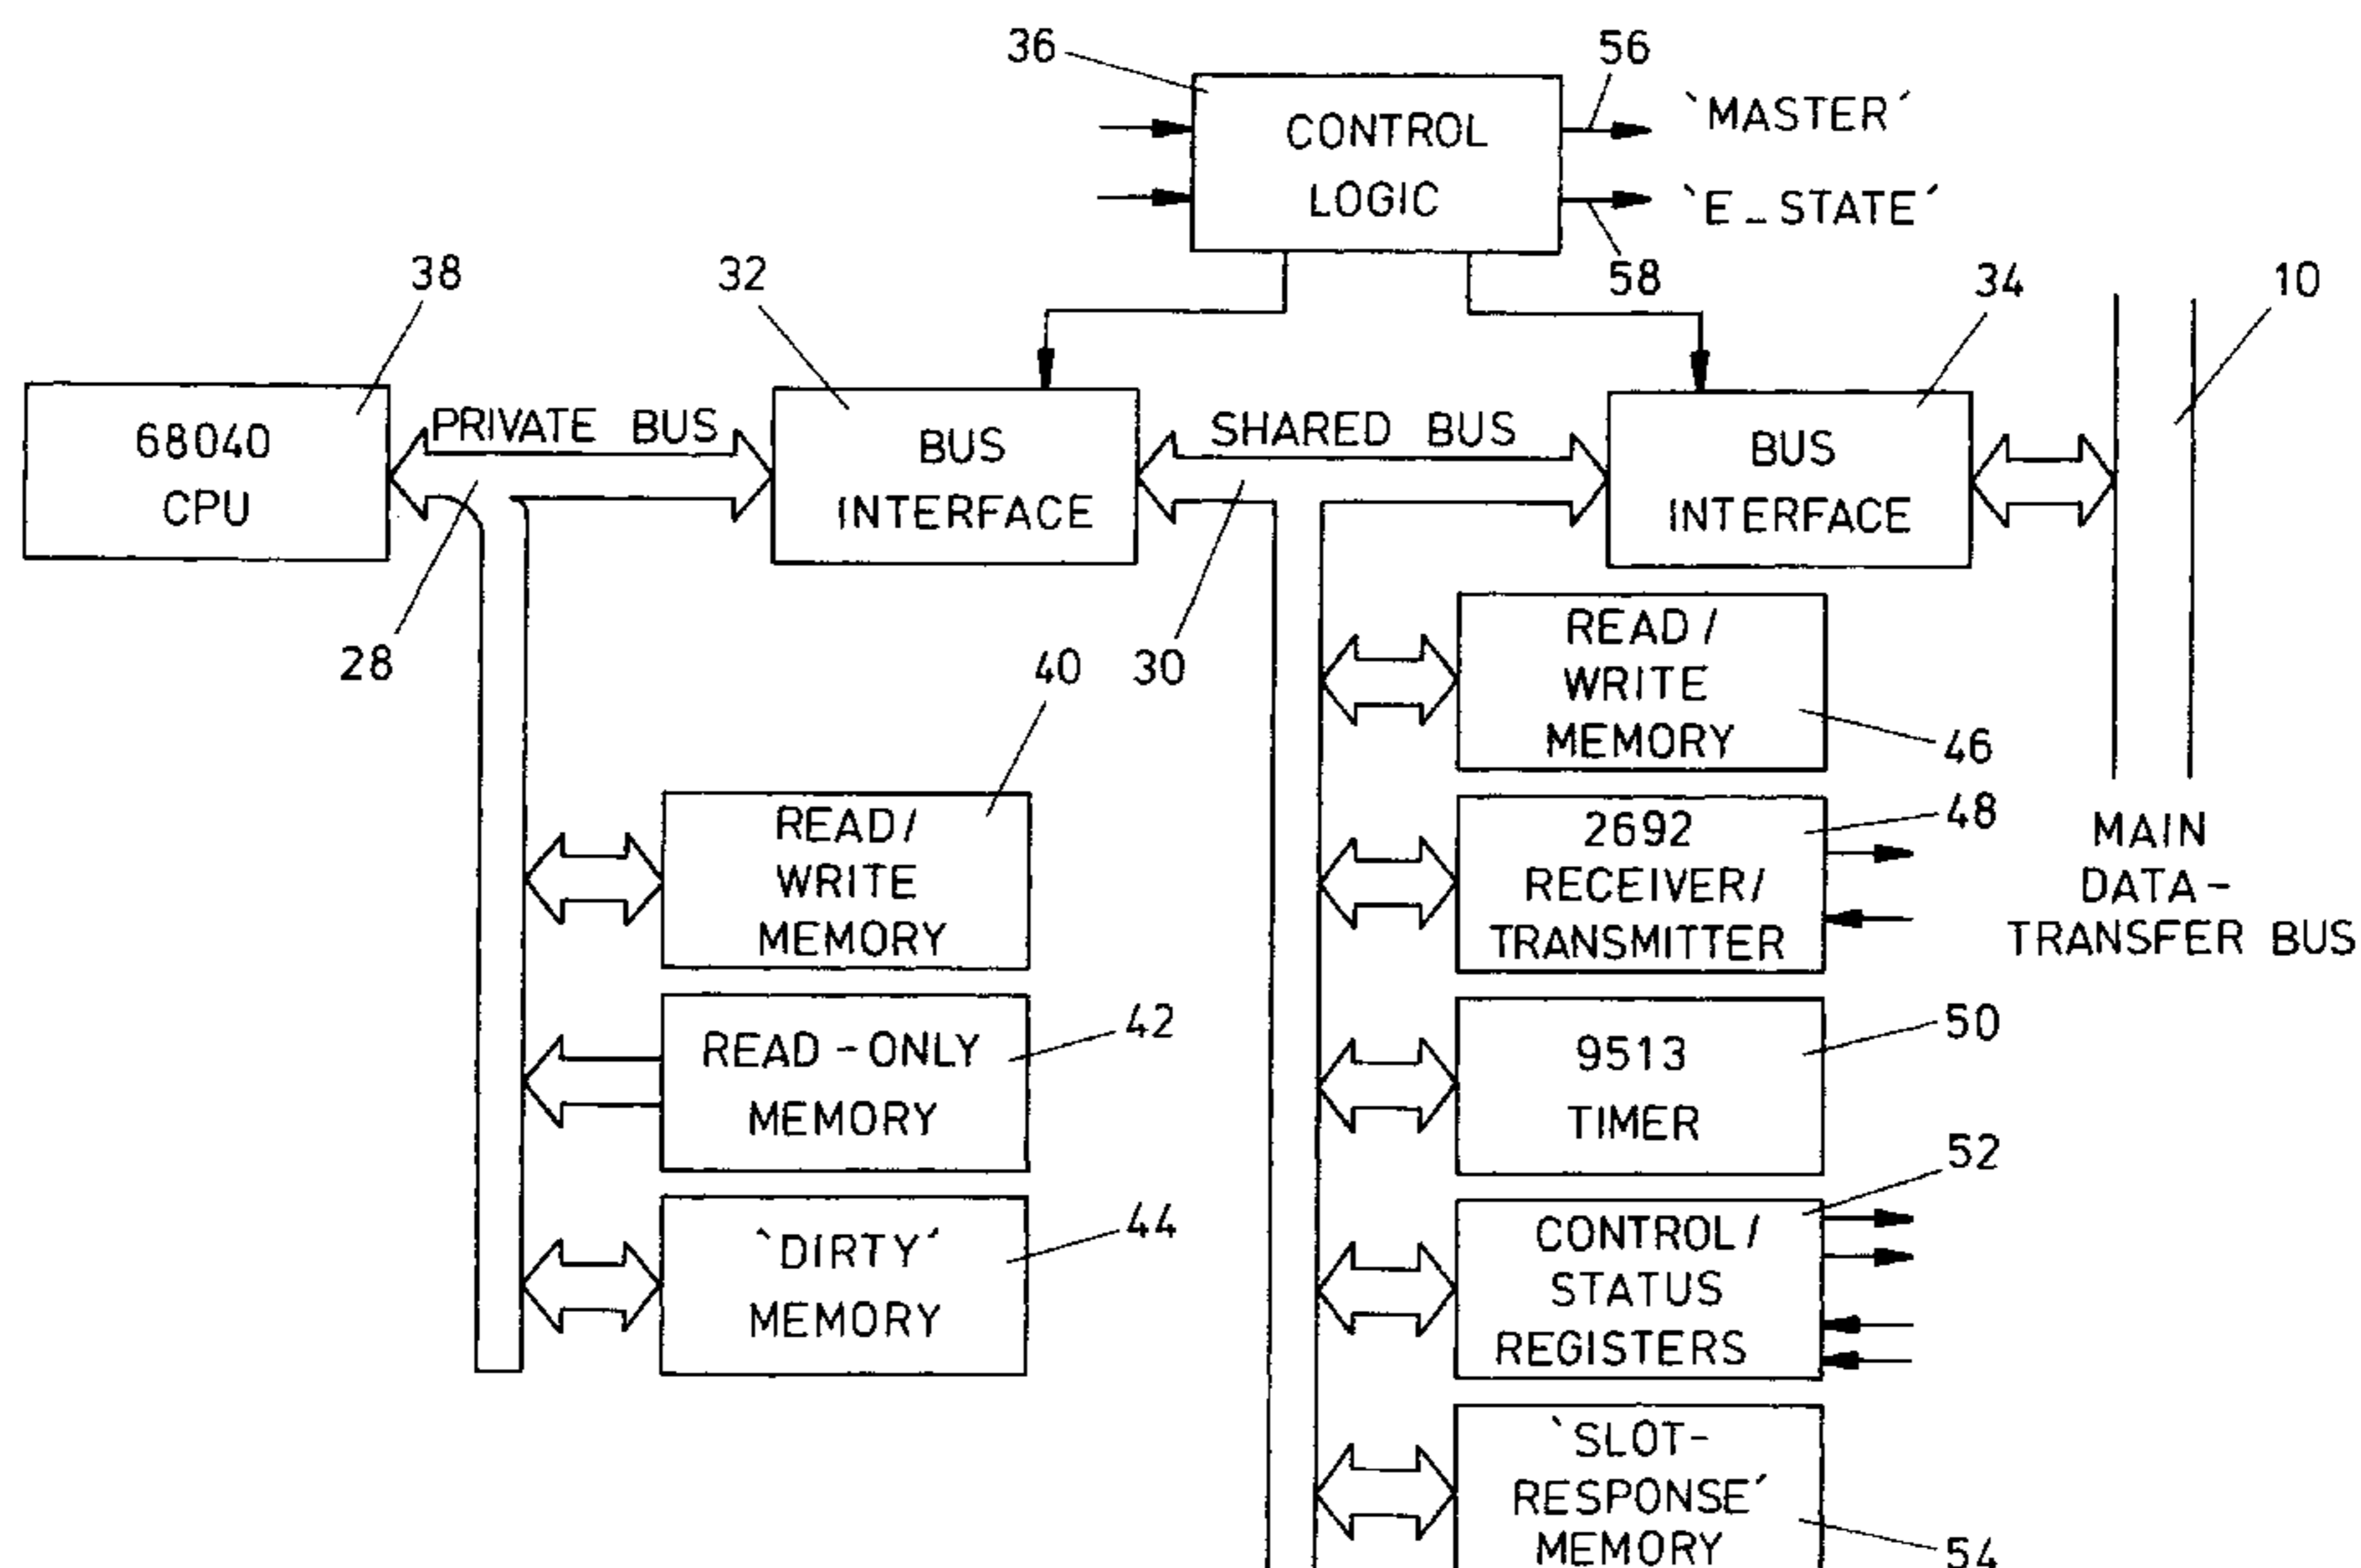 36
56
CONTROL
LOGIC
`MASTER´
`E_STATE´
58
38
32
34
10
68040
CPU
PRIVATE BUS
BUS
INTERFACE
SHARED BUS
BUS
INTERFACE
28
30
40
READ/
WRITE
MEMORY
42
READ-ONLY
MEMORY
44
`DIRTY´
MEMORY
READ/
WRITE
MEMORY
46
2692
RECEIVER/
TRANSMITTER
48
MAIN
DATA-
TRANSFER BUS
9513
TIMER
50
CONTROL/
STATUS
REGISTERS
52
`SLOT-
RESPONSE´
MEMORY
54